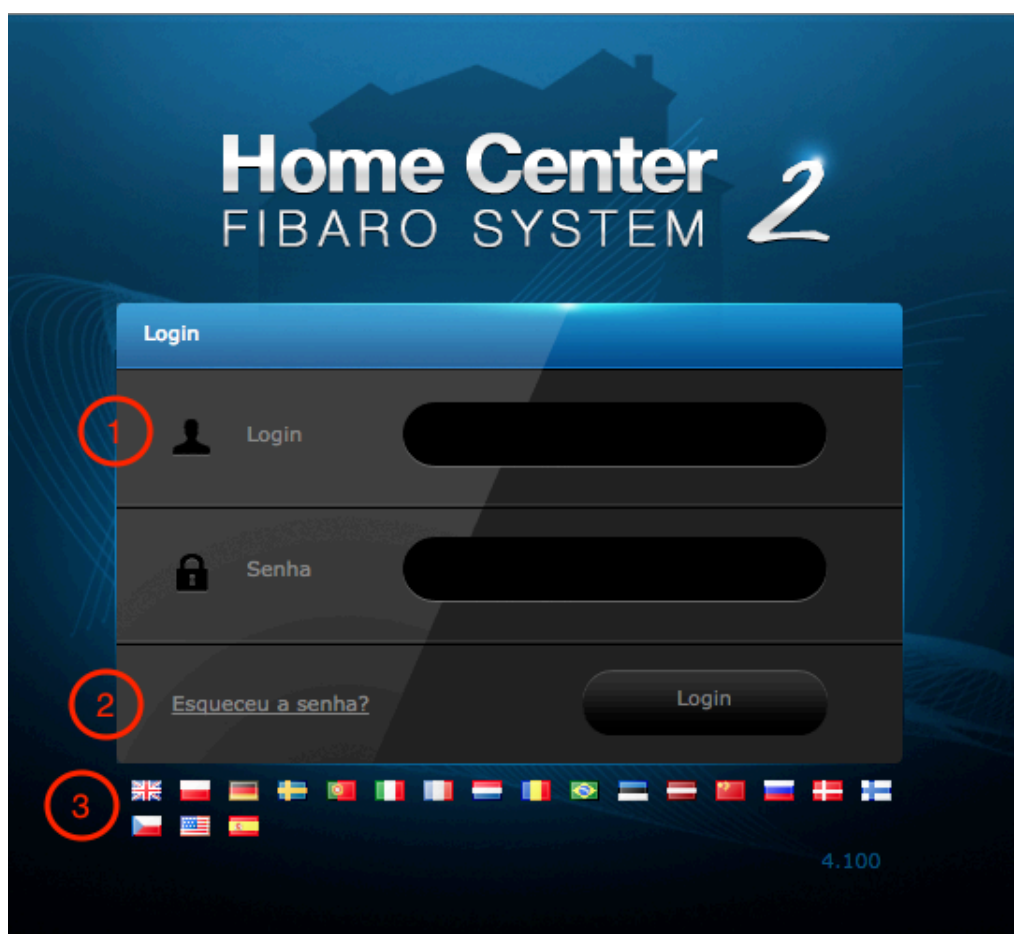 Home Center 2
FIBARO SYSTEM
Login
1 Login
Senha
2 Esqueceu a senha? Login
3
4.100